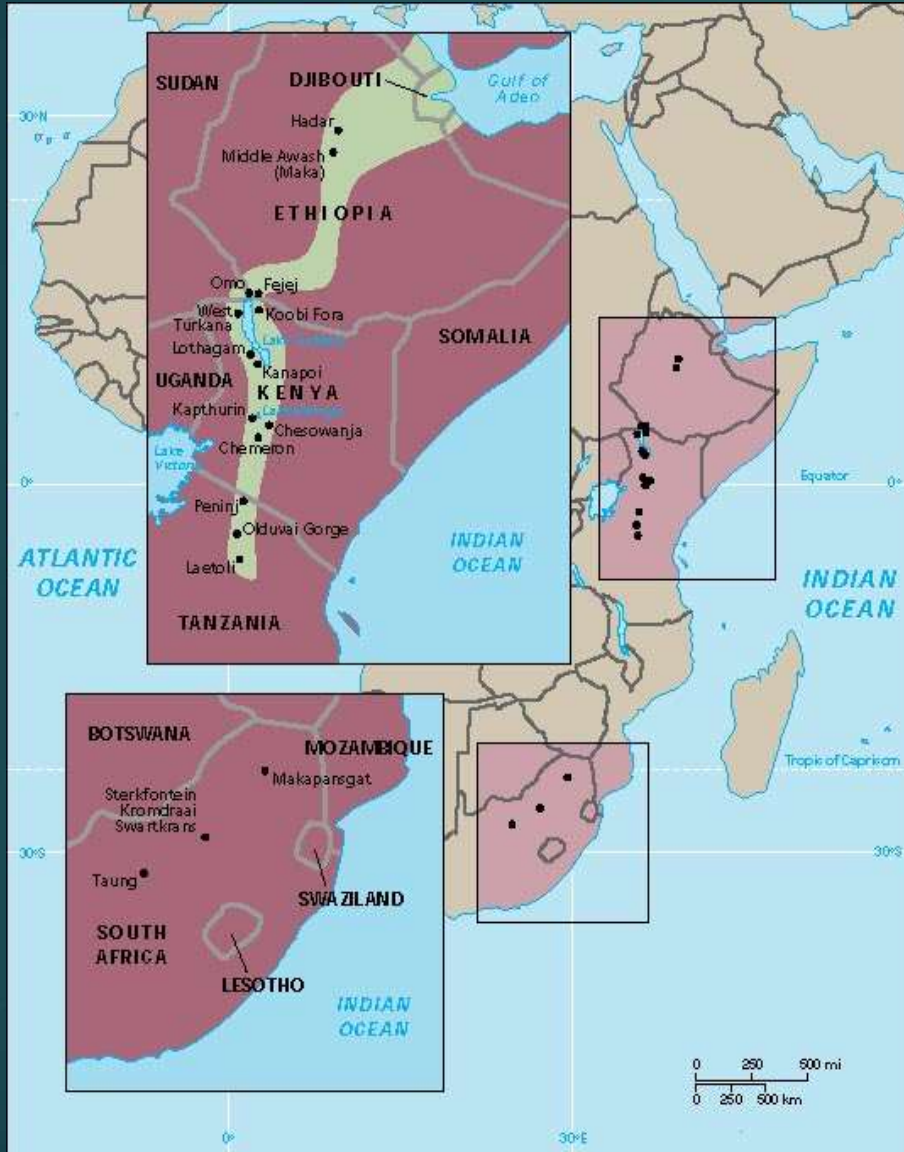 SUDAN
DJIBOUTI
Gulf of
Aden
30°N
Hadar
Middle Awash
(Maka)
ETHIOPIA
Omo
Fejej
West
Turkana
Koobi Fora
Lake
SOMALIA
Lothagam
UGANDA
Kanapoi
KENYA
Kapthurin
Lake
Chesowanja
Chemeron
Lake
0°
Equator
0°
Peninj
Olduvai Gorge
ATLANTIC
OCEAN
INDIAN
OCEAN
INDIAN
OCEAN
Laetoli
TANZANIA
BOTSWANA
MOZAMBIQUE
Makapansgat
Tropic of Capricorn
Sterkfontein
Kromdraai
Swartkrans
30°S
30°S
Taung
SWAZILAND
SOUTH
AFRICA
LESOTHO
INDIAN
OCEAN
0 250 500 mi
0 250 500 km
0°
30°E